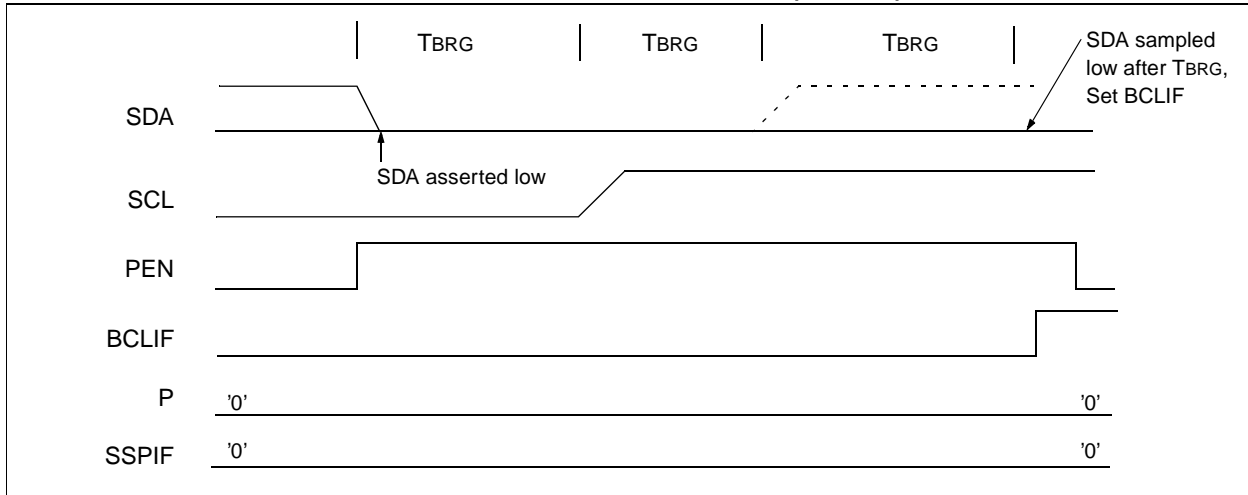 TBRG TBRG TBRG
SDA sampled
low after TBRG,
Set BCLIF
SDA
SDA asserted low
SCL
PEN
BCLIF
P '0' '0'
SSPIF '0' '0'